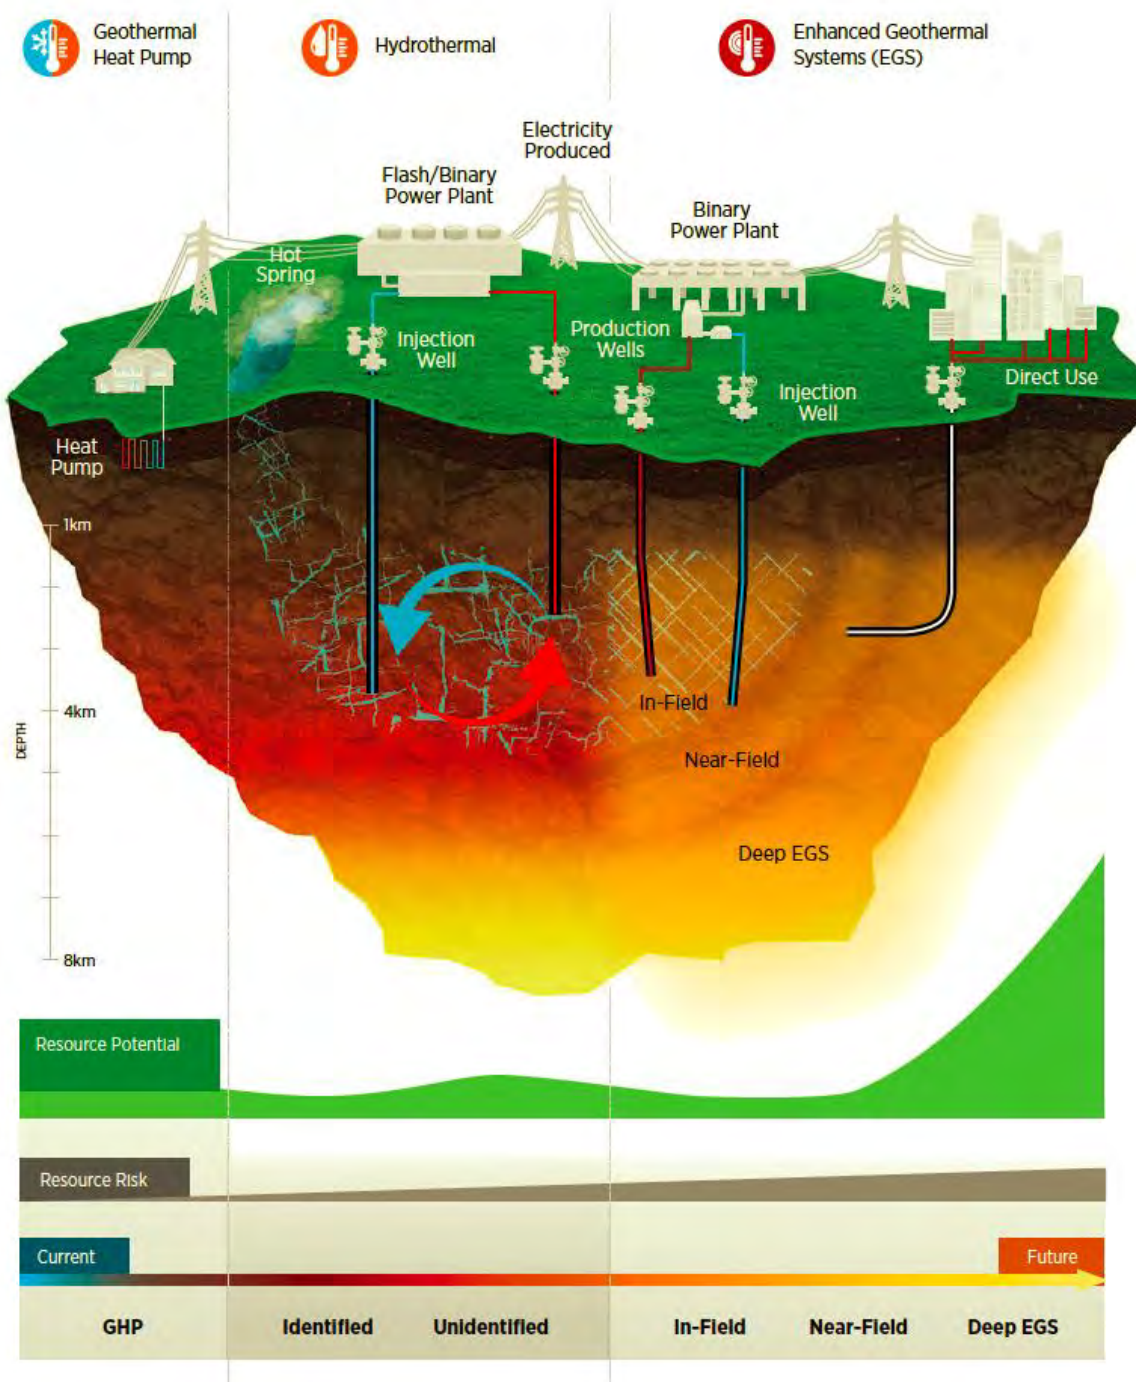 Geothermal
Heat Pump
Hydrothermal
Enhanced Geothermal
Systems (EGS)
Electricity
Produced
Flash/Binary
Power Plant
Binary
Power Plant
Hot
Spring
Injection
Well
Production
Wells
Injection
Well
Direct Use
Heat
Pump
1km
In-Field
4km
DEPTH
Near-Field
Deep EGS
8km
Resource Potential
Resource Risk
Current
Future
GHP
Identified
Unidentified
In-Field
Near-Field
Deep EGS